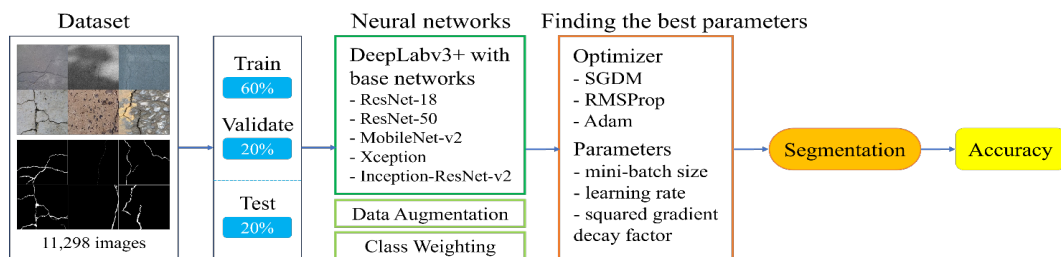 Dataset
11,298 images
Train
60%
Validate
20%
Test
20%
Neural networks
DeepLabv3+ with
base networks
- ResNet-18
- ResNet-50
- MobileNet-v2
- Xception
- Inception-ResNet-v2
Data Augmentation
Class Weighting
Finding the best parameters
Optimizer
- SGDM
- RMSProp
- Adam
Parameters
- mini-batch size
- learning rate
- squared gradient
decay factor
Segmentation
Accuracy